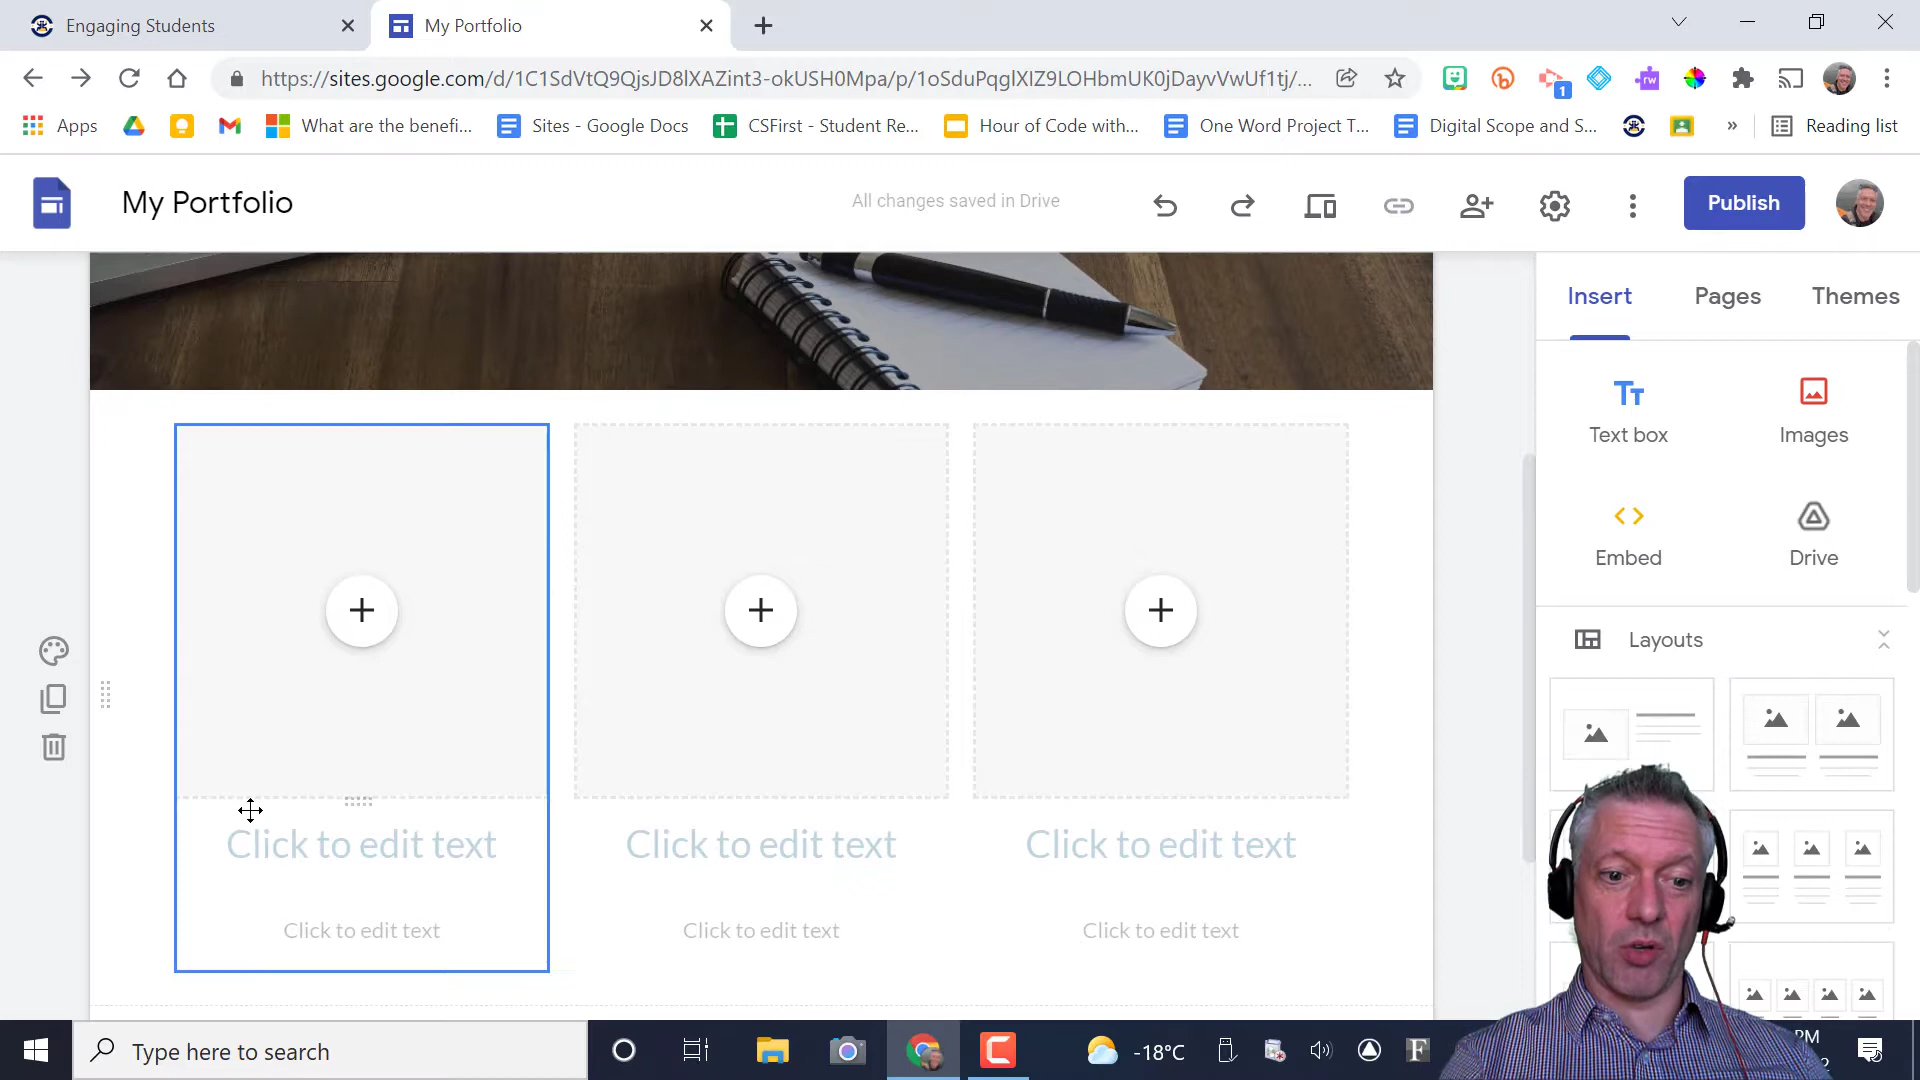 Engaging Students
My Portfolio
https://sites.google.com/d/1C1SdVtQ9QjsJD8lXAZint3-okUSH0Mpa/p/1oSduPqglXIZ9LOHbmUK0jDayvVwUf1tj/...
1
rw
Apps
What are the benefi...
Sites - Google Docs
CSFirst - Student Re...
Hour of Code with...
One Word Project T...
Digital Scope and S...
»
Reading list
My Portfolio
All changes saved in Drive
Publish
Insert
Pages
Themes
Text box
Images
Embed
Drive
Layouts
Click to edit text
Click to edit text
Click to edit text
Click to edit text
Click to edit text
Click to edit text
Type here to search
-18°C
F
PM
2